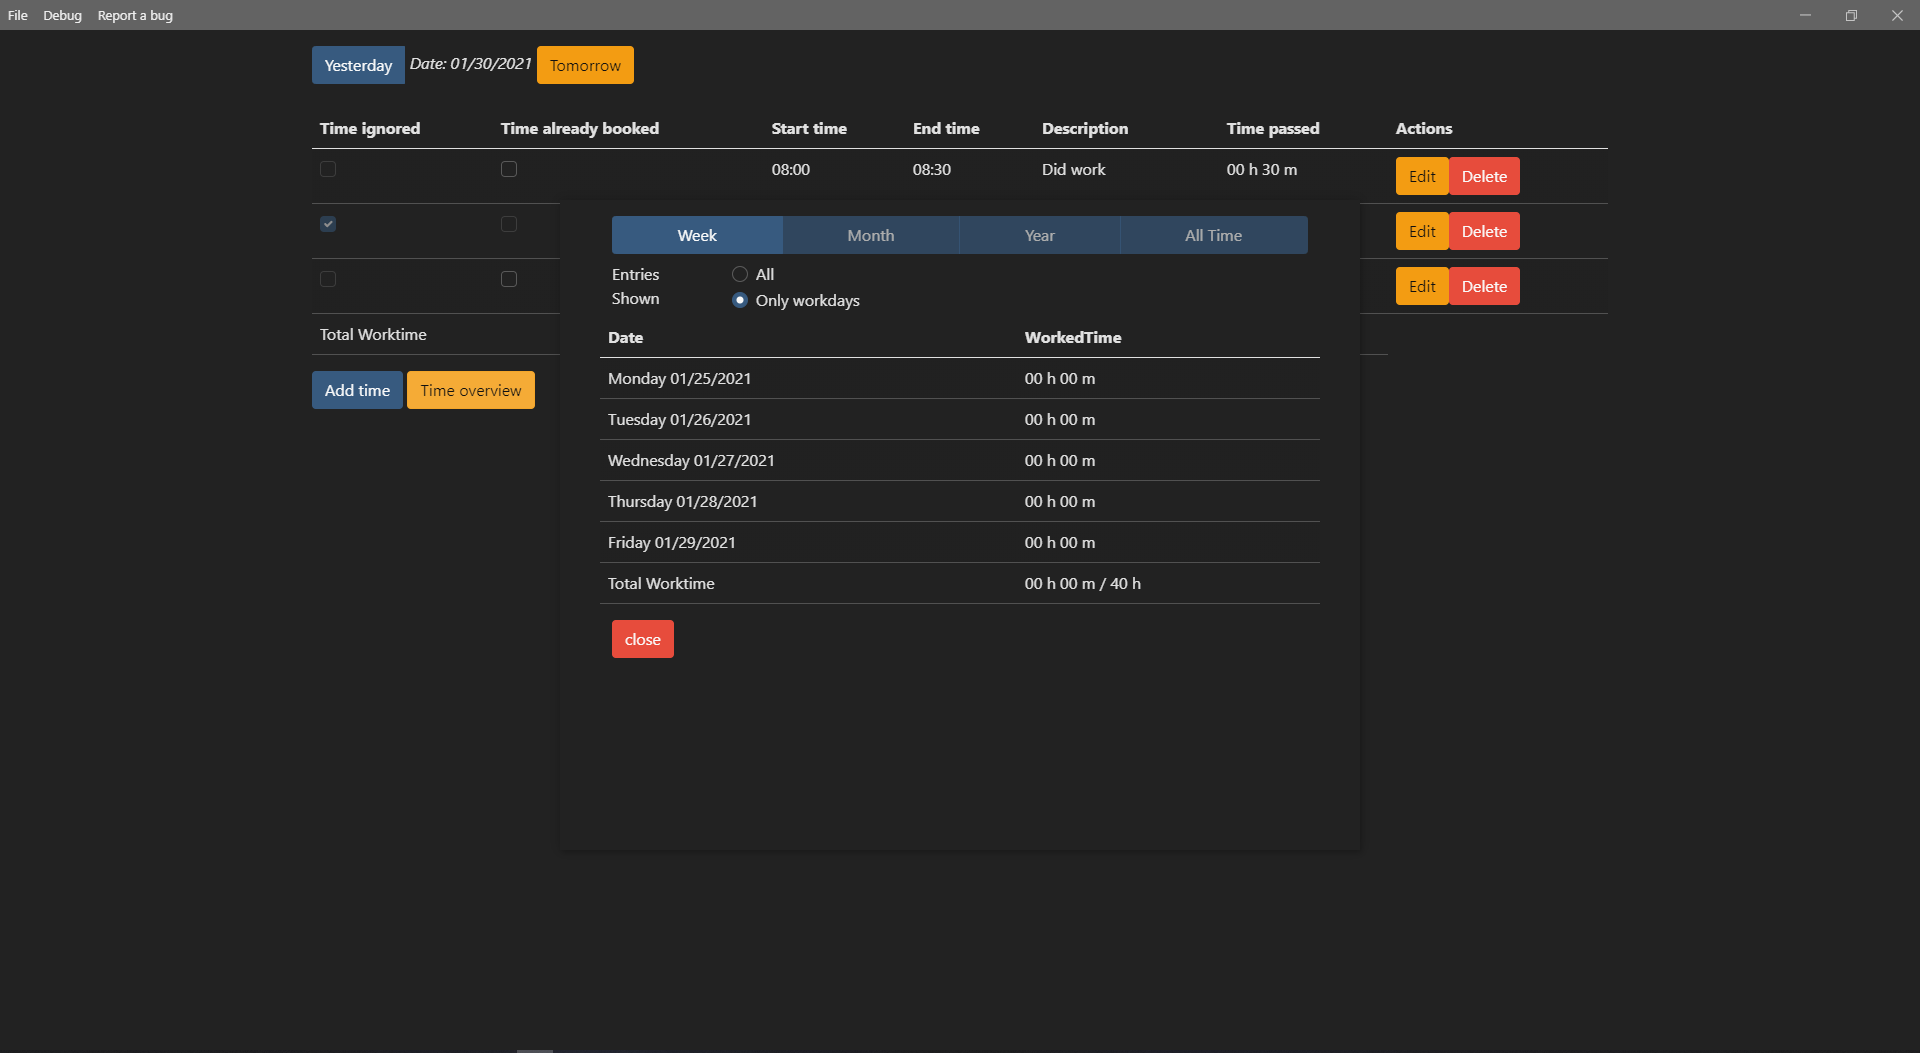 File Debug Report a bug
Yesterday Date: 01/30/2021 Tomorrow
Time ignored Time already booked Start time End time Description Time passed Actions
08:00 08:30 Did work 00 h 30 m Edit Delete
Edit Delete
Edit Delete
Total Worktime
Add time Time overview
Week Month Year All Time
Entries Shown
All
Only workdays
Date WorkedTime
Monday 01/25/2021 00 h 00 m
Tuesday 01/26/2021 00 h 00 m
Wednesday 01/27/2021 00 h 00 m
Thursday 01/28/2021 00 h 00 m
Friday 01/29/2021 00 h 00 m
Total Worktime 00 h 00 m / 40 h
close